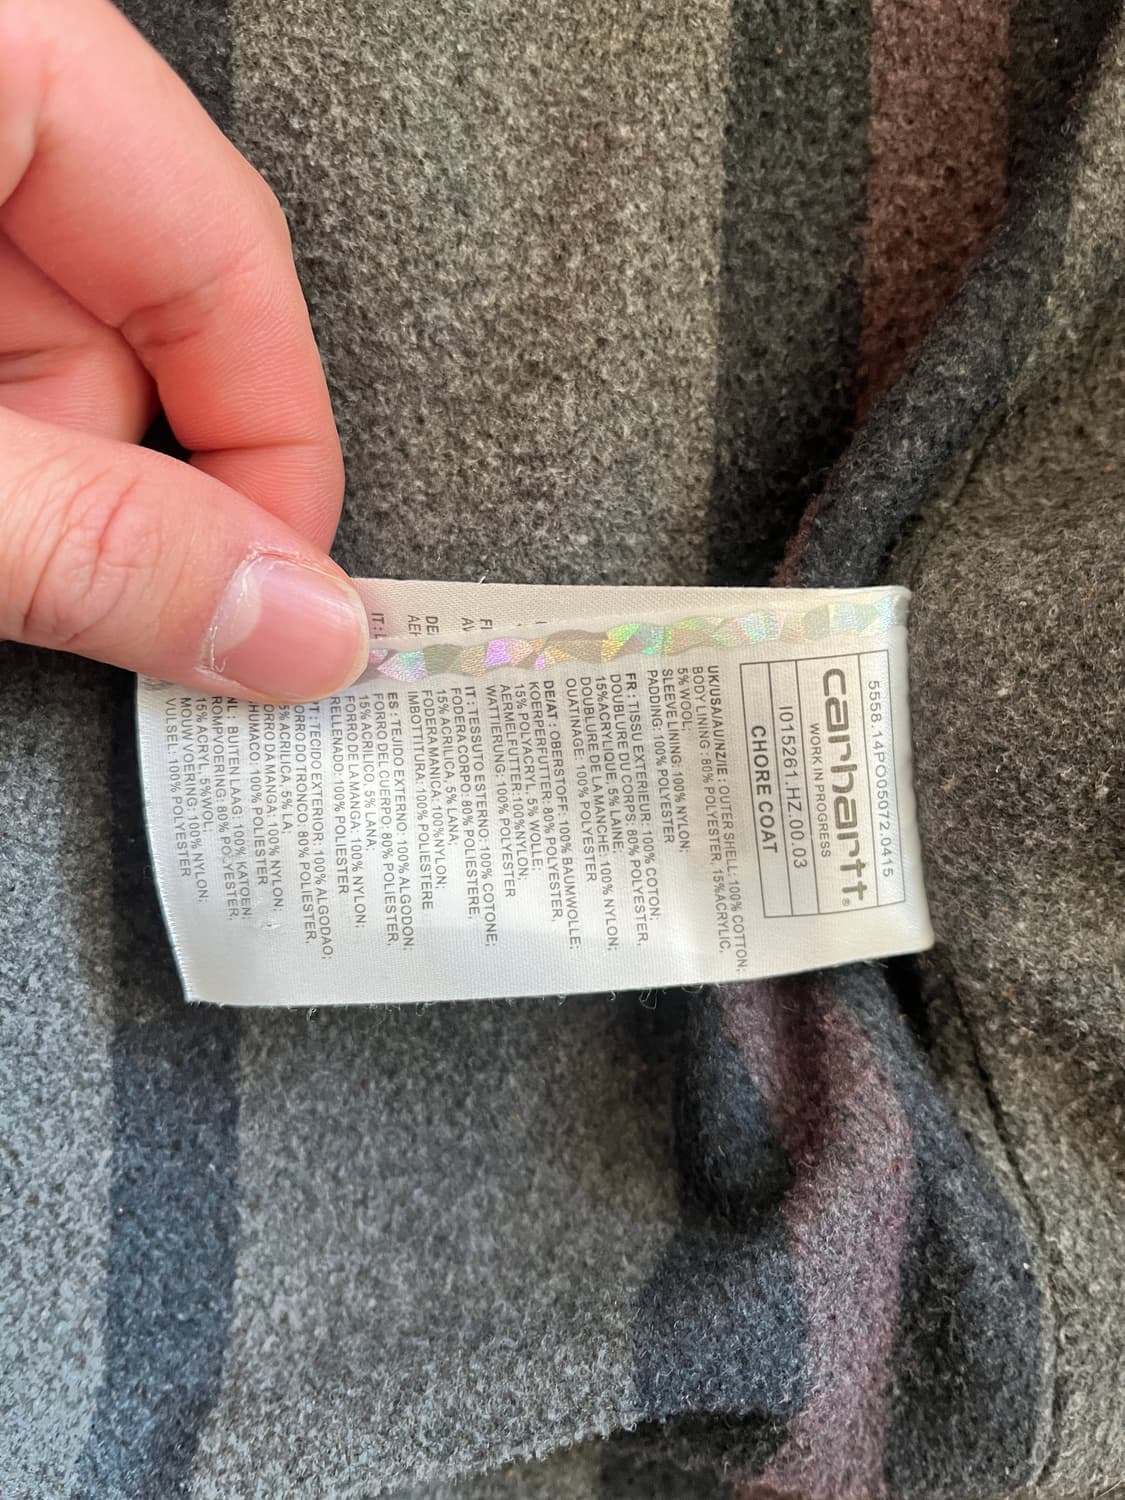 5558.14PO05072.0415
carhartt®
WORK IN PROGRESS
I015261.HZ.00.03
CHORE COAT
UK/USA/AU/NZ/IE : OUTER SHELL: 100% COTTON;
BODY LINING : 80% POLYESTER, 15%ACRYLIC,
5% WOOL;
SLEEVE LINING: 100% NYLON;
PADDING: 100% POLYESTER
FR : TISSU EXTERIEUR: 100% COTON;
DOUBLURE DU CORPS: 80% POLYESTER,
15%ACRYLIQUE, 5% LAINE;
DOUBLURE DE LA MANCHE: 100% NYLON;
OUATINAGE: 100% POLYESTER
DE/AT : OBERSTOFF: 100% BAUMWOLLE;
KOERPERFUTTER: 80% POLYESTER,
15% POLYACRYL, 5% WOLLE;
AERMELFUTTER: 100%NYLON;
WATTIERUNG: 100% POLYESTER
IT: TESSUTO ESTERNO: 100% COTONE;
FODERA CORPO: 80% POLIESTERE,
15% ACRILICA, 5% LANA;
FODERA MANICA: 100%NYLON;
IMBOTTITURA: 100% POLIESTERE
ES : TEJIDO EXTERNO: 100% ALGODON;
FORRO DEL CUERPO: 80% POLIESTER,
15% ACRILICO, 5% LANA;
FORRO DE LA MANGA: 100% NYLON;
RELLENADO: 100% POLIESTER
PT : TECIDO EXTERIOR: 100% ALGODAO;
FORRO DO TRONCO: 80% POLIESTER,
5% ACRILICA, 5% LA;
FORRO DA MANGA: 100% NYLON;
HUMACO: 100% POLIESTER
NL : BUITEN LAAG: 100% KATOEN;
ROMPVOERING: 80% POLYESTER,
15% ACRYL, 5% WOL;
MOUW VOERING: 100% NYLON;
VULSEL: 100% POLYESTER